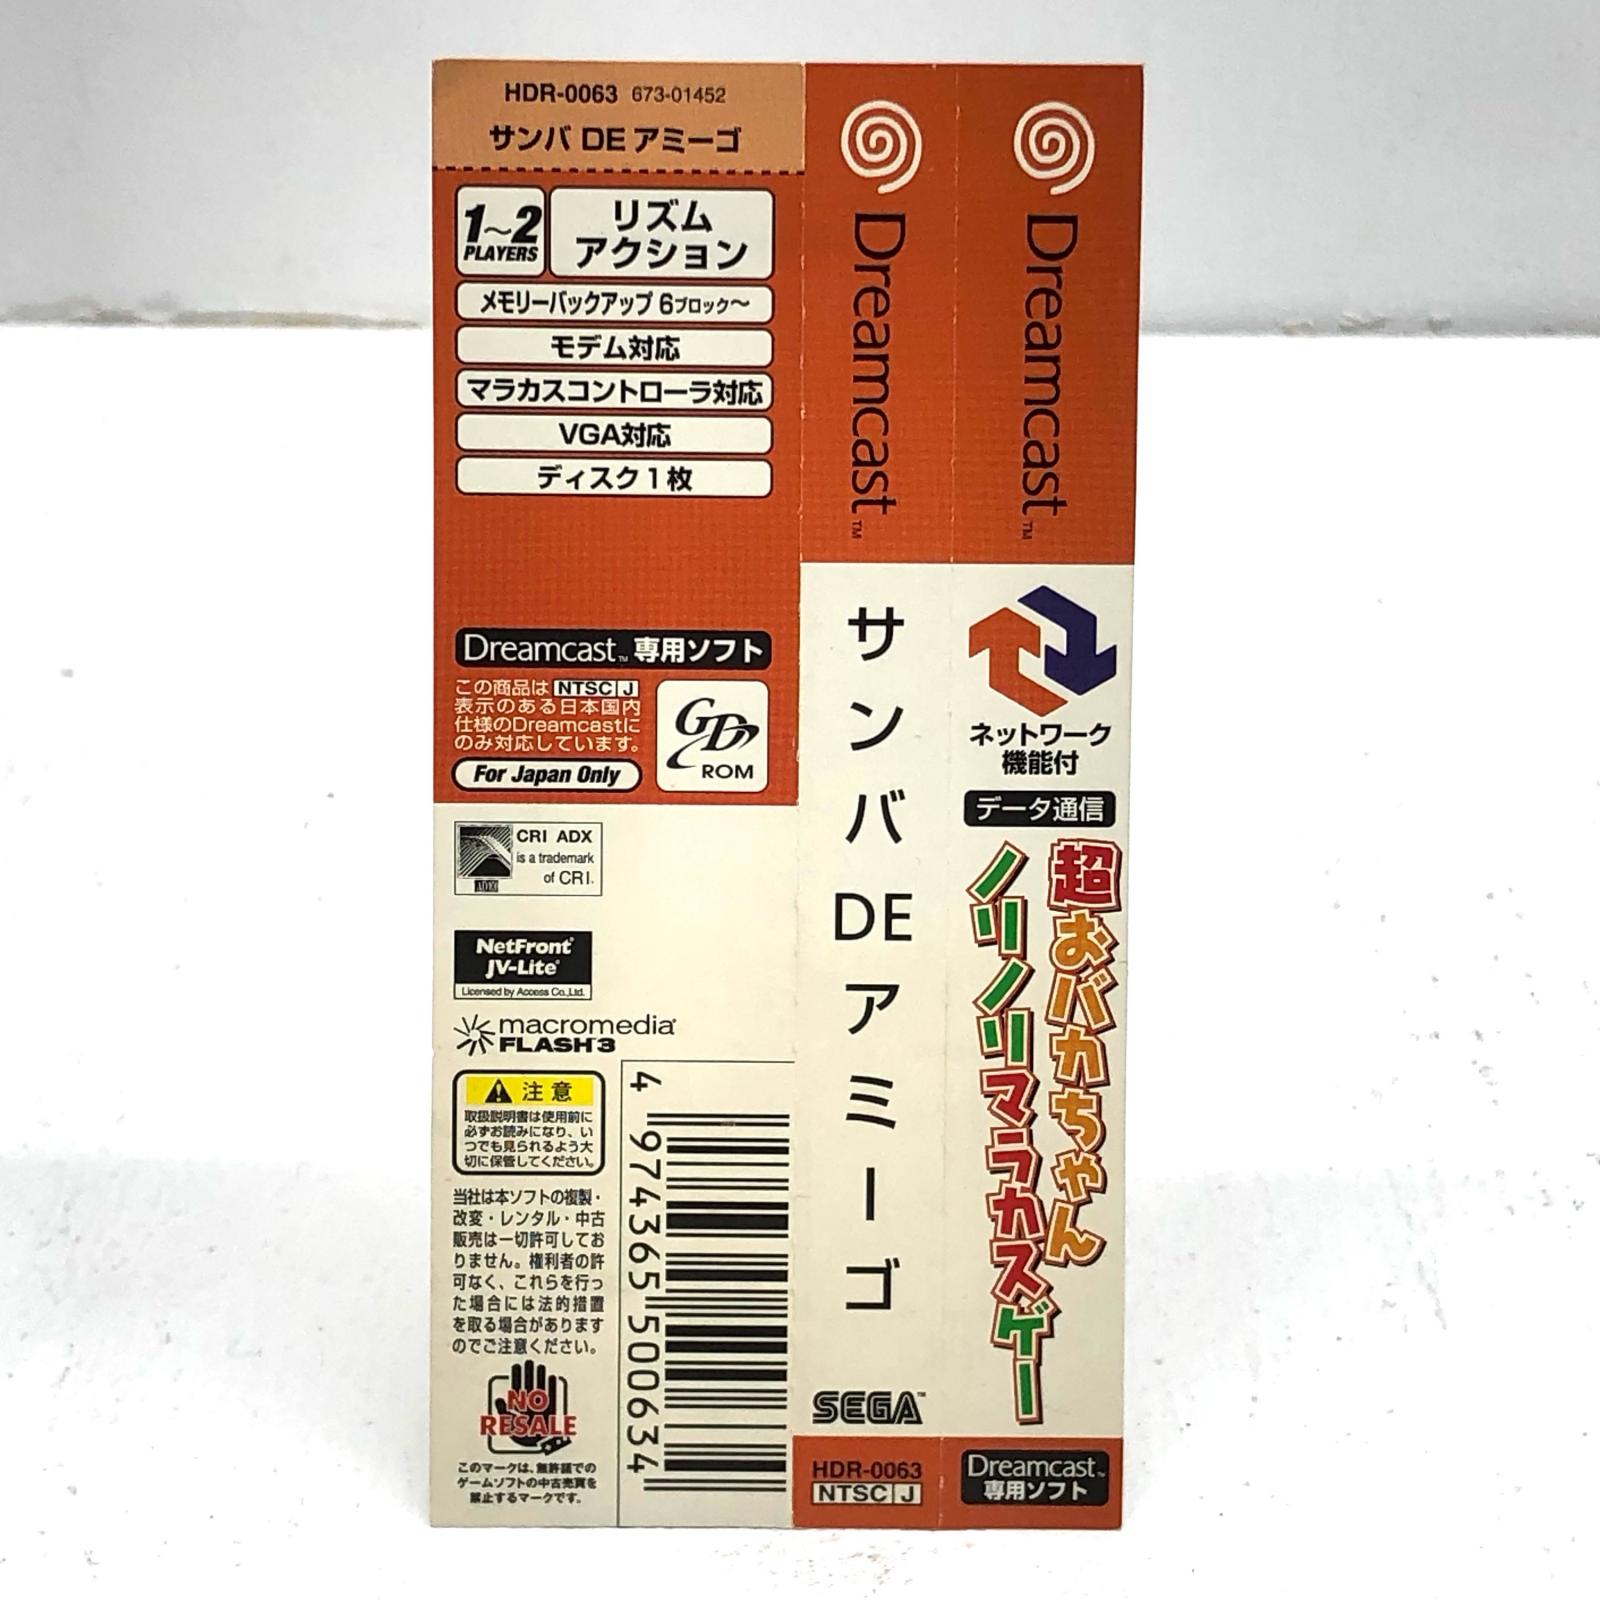 HDR-0063 673-01452
サンバ DE アミーゴ
1〜2
PLAYERS
リズム
アクション
メモリーバックアップ 6ブロック〜
モデム対応
マラカスコントローラ対応
VGA対応
ディスク1枚
Dreamcast™ 専用ソフト
この商品は NTSC J
表示のある日本国内
仕様のDreamcastに
のみ対応しています。
For Japan Only
GD
ROM
CRI ADX
is a trademark
of CRI.
ADX
NetFront®
JV-Lite®
Licensed by Access Co.,Ltd.
macromedia®
FLASH 3
注意
取扱説明書は使用前に
必ずお読みになり、い
つでも見られるよう大
切に保管してください。
当社は本ソフトの複製・
改変・レンタル・中古
販売は一切許可してお
りません。権利者の許
可なく、これらを行っ
た場合には法的措置
を取る場合があります
のでご注意ください。
NO
RESALE
このマークは、無許諾での
ゲームソフトの中古売買を
禁止するマークです。
4 974365 500634
Dreamcast™
サンバDEアミーゴ
SEGA™
HDR-0063
NTSC J
Dreamcast™
ネットワーク
機能付
データ通信
超おバカちゃん
ノリノリマラカスゲー
Dreamcast™
専用ソフト